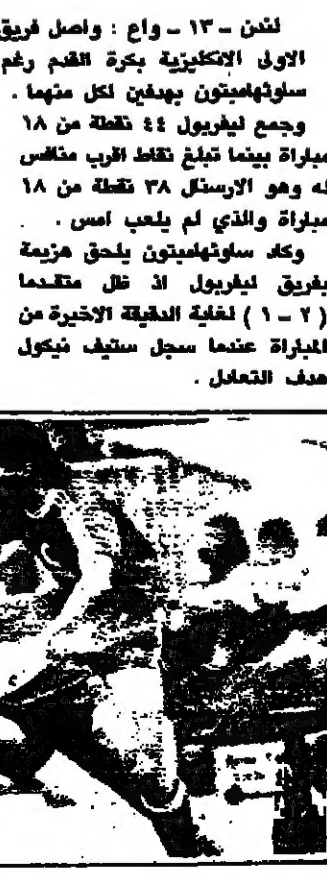 لندن – ١٣ – واع : واصل فريق
الاولى الانكليزية بكرة القدم رغم
ساوثهامبتون بهدفين لكل منهما .
وجمع ليفربول ٤٤ نقطة من ١٨
مباراة بينما تبلغ نقاط اقرب منافس
له وهو الارسنال ٣٨ نقطة من ١٨
مباراة والذي لم يلعب امس .
وكاد ساوثهامبتون يلحق هزيمة
بفريق ليفربول اذ ظل متقدما
( ٢ – ١ ) لغاية الدقيقة الاخيرة من
المباراة عندما سجل ستيف نيكول
هدف التعادل .